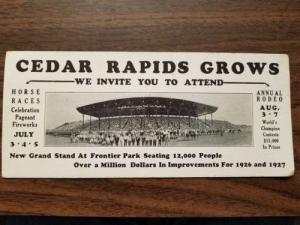 CEDAR RAPIDS GROWS
WE INVITE YOU TO ATTEND
HORSE
RACES
Celebration
Pageant
Fireworks
JULY
3-4-5
ANNUAL
RODEO
AUG.
3-7
World's
Champion
Contests
$12,000
In Prizes
New Grand Stand At Frontier Park Seating 12,000 People
Over a Million Dollars In Improvements For 1926 and 1927